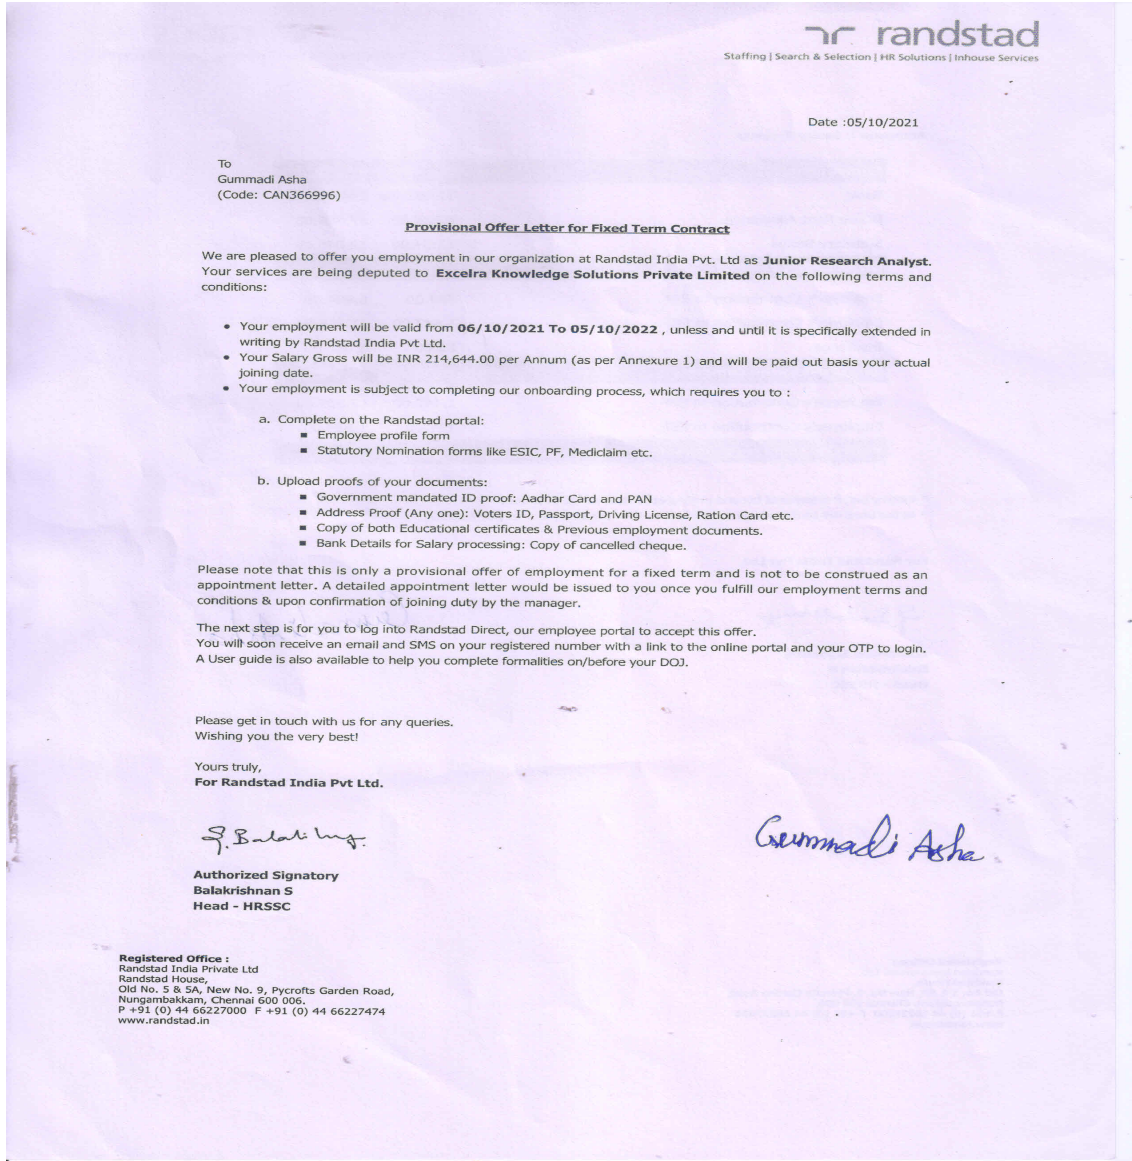 randstad
Staffing | Search & Selection | HR Solutions | Inhouse Services
Date :05/10/2021
To
Gummadi Asha
(Code: CAN366996)
Provisional Offer Letter for Fixed Term Contract
We are pleased to offer you employment in our organization at Randstad India Pvt. Ltd as Junior Research Analyst.
Your services are being deputed to Excelra Knowledge Solutions Private Limited on the following terms and
conditions:
• Your employment will be valid from 06/10/2021 To 05/10/2022 , unless and until it is specifically extended in
writing by Randstad India Pvt Ltd.
• Your Salary Gross will be INR 214,644.00 per Annum (as per Annexure 1) and will be paid out basis your actual
joining date.
• Your employment is subject to completing our onboarding process, which requires you to :
a. Complete on the Randstad portal:
▪ Employee profile form
▪ Statutory Nomination forms like ESIC, PF, Mediclaim etc.
b. Upload proofs of your documents:
▪ Government mandated ID proof: Aadhar Card and PAN
▪ Address Proof (Any one): Voters ID, Passport, Driving License, Ration Card etc.
▪ Copy of both Educational certificates & Previous employment documents.
▪ Bank Details for Salary processing: Copy of cancelled cheque.
Please note that this is only a provisional offer of employment for a fixed term and is not to be construed as an
appointment letter. A detailed appointment letter would be issued to you once you fulfill our employment terms and
conditions & upon confirmation of joining duty by the manager.
The next step is for you to log into Randstad Direct, our employee portal to accept this offer.
You will soon receive an email and SMS on your registered number with a link to the online portal and your OTP to login.
A User guide is also available to help you complete formalities on/before your DOJ.
Please get in touch with us for any queries.
Wishing you the very best!
Yours truly,
For Randstad India Pvt Ltd.
Gummadi Asha
Authorized Signatory
Balakrishnan S
Head - HRSSC
Registered Office :
Randstad India Private Ltd
Randstad House,
Old No. 5 & 5A, New No. 9, Pycrofts Garden Road,
Nungambakkam, Chennai 600 006.
P +91 (0) 44 66227000 F +91 (0) 44 66227474
www.randstad.in